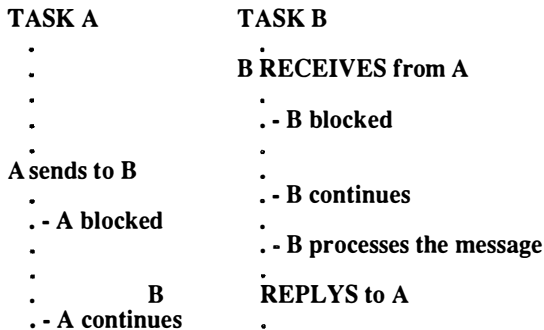 TASK A TASK B
B RECEIVES from A
. - B blocked
A sends to B
. - B continues
. - A blocked
. - B processes the message
B REPLYS to A
. - A continues